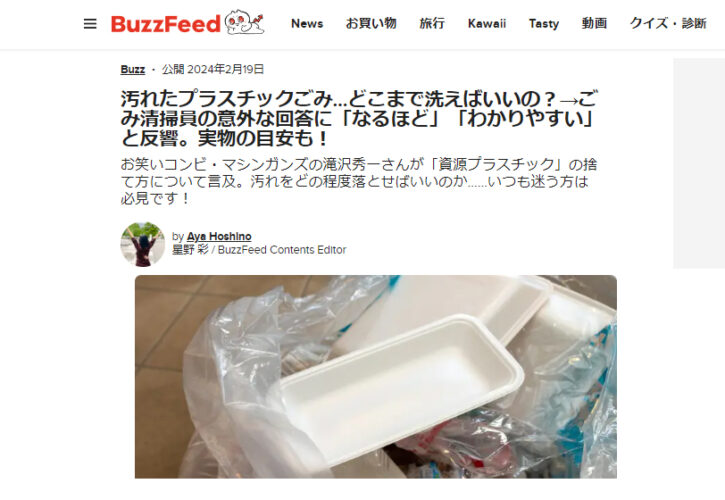 BuzzFeed
News
お買い物
旅行
Kawaii
Tasty
動画
クイズ・診断
Buzz ・ 公開 2024年2月19日
汚れたプラスチックごみ…どこまで洗えばいいの？→ご
み清掃員の意外な回答に「なるほど」「わかりやすい」
と反響。実物の目安も！
お笑いコンビ・マシンガンズの滝沢秀一さんが「資源プラスチック」の捨
て方について言及。汚れをどの程度落とせばいいのか……いつも迷う方は
必見です！
by Aya Hoshino
星野 彩 / BuzzFeed Contents Editor